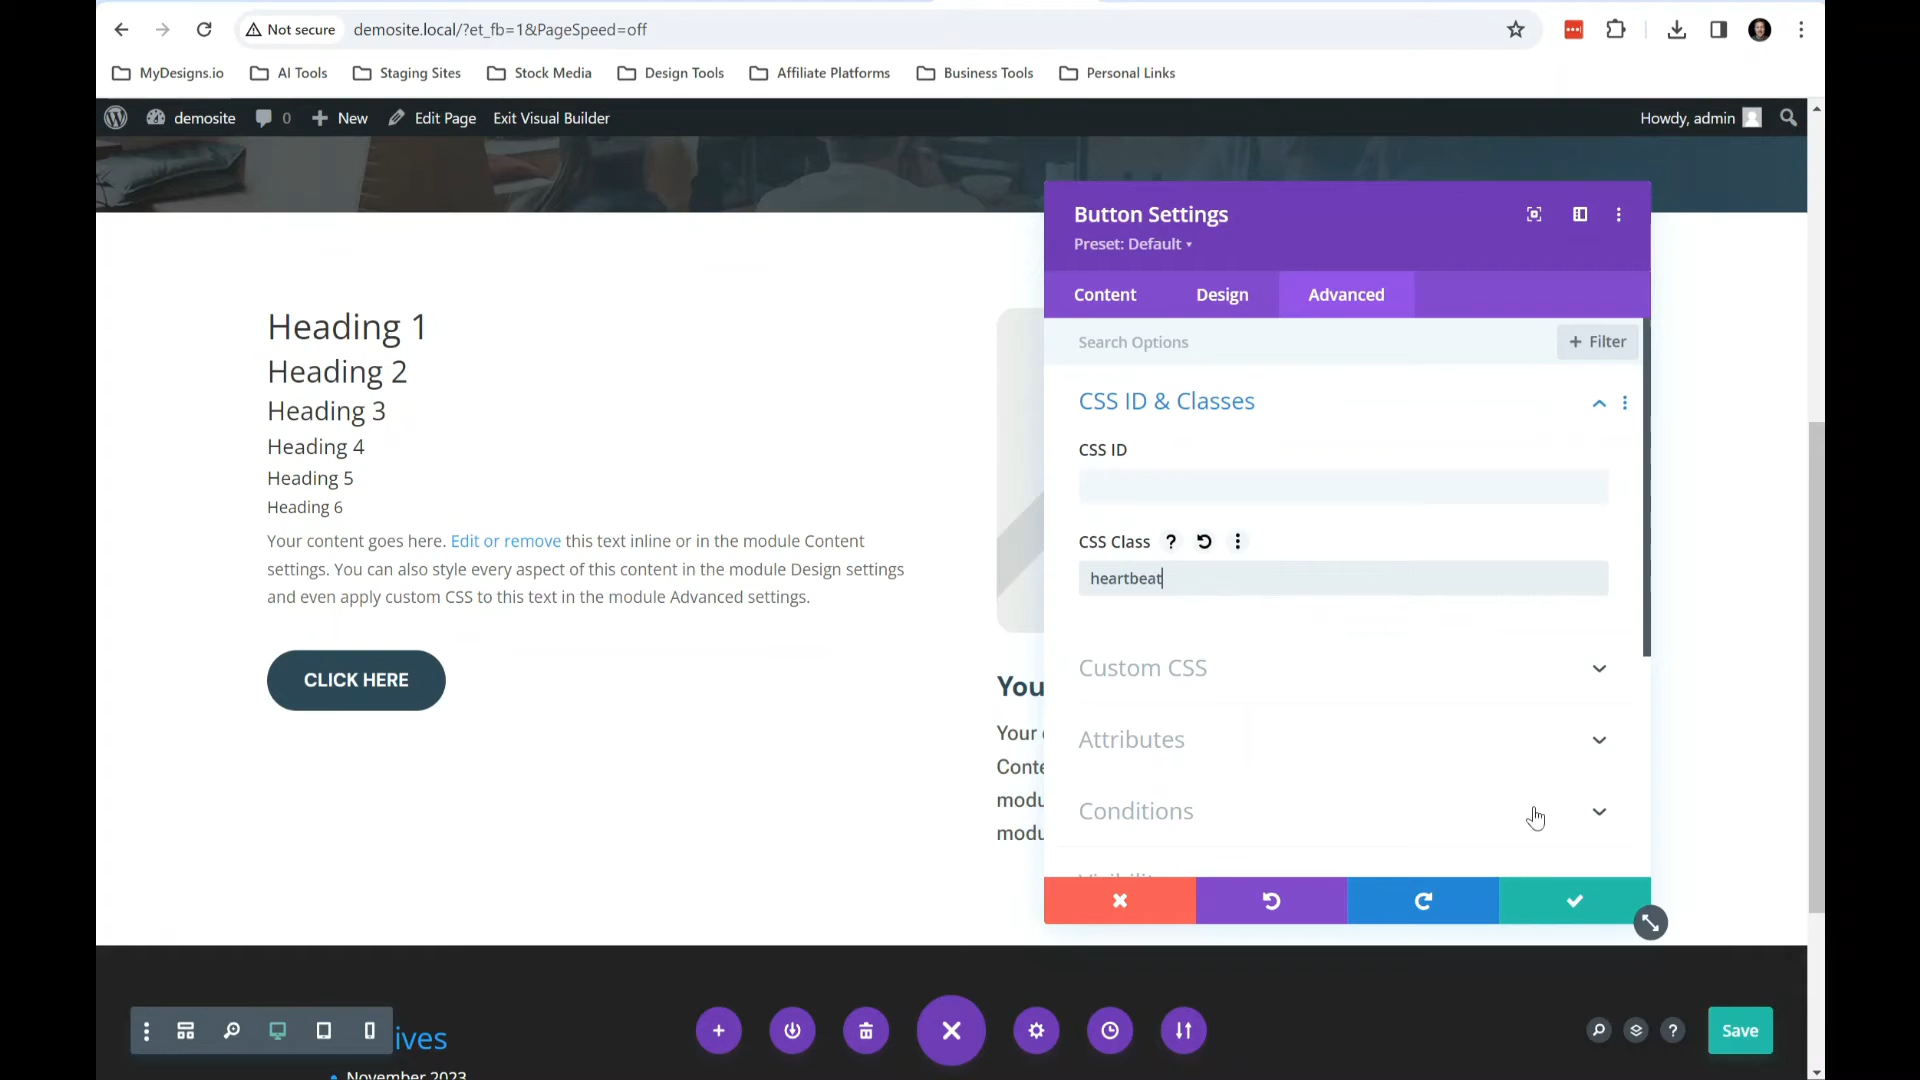 Not secure
demosite.local/?et_fb=1&PageSpeed=off
MyDesigns.io
AI Tools
Staging Sites
Stock Media
Design Tools
Affiliate Platforms
Business Tools
Personal Links
demosite
0
New
Edit Page
Exit Visual Builder
Howdy, admin
Heading 1
Heading 2
Heading 3
Heading 4
Heading 5
Heading 6
Your content goes here. Edit or remove this text inline or in the module Content
settings. You can also style every aspect of this content in the module Design settings
and even apply custom CSS to this text in the module Advanced settings.
CLICK HERE
You
Your
Conte
modu
modu
Button Settings
Preset: Default
Content
Design
Advanced
Search Options
+ Filter
CSS ID & Classes
CSS ID
CSS Class ?
heartbeat
Custom CSS
Attributes
Conditions
ives
November 2023
?
Save